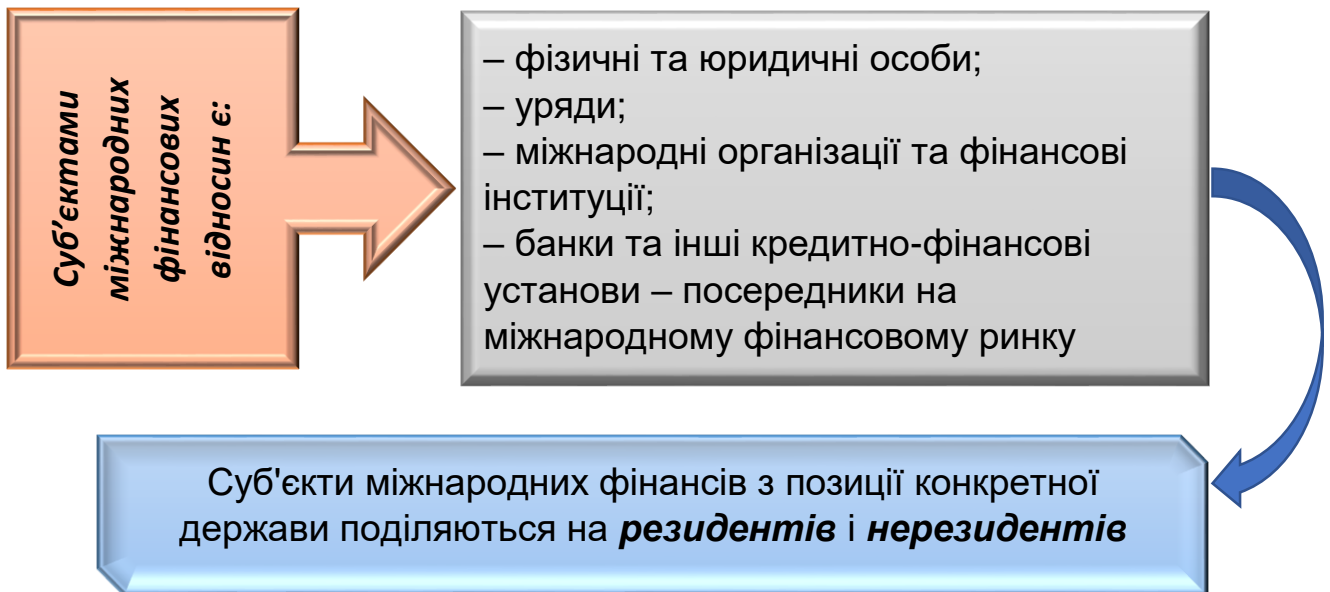 Суб’єктами
міжнародних
фінансових
відносин є:
– фізичні та юридичні особи;
– уряди;
– міжнародні організації та фінансові
інституції;
– банки та інші кредитно-фінансові
установи – посередники на
міжнародному фінансовому ринку
Суб'єкти міжнародних фінансів з позиції конкретної
держави поділяються на резидентів і нерезидентів